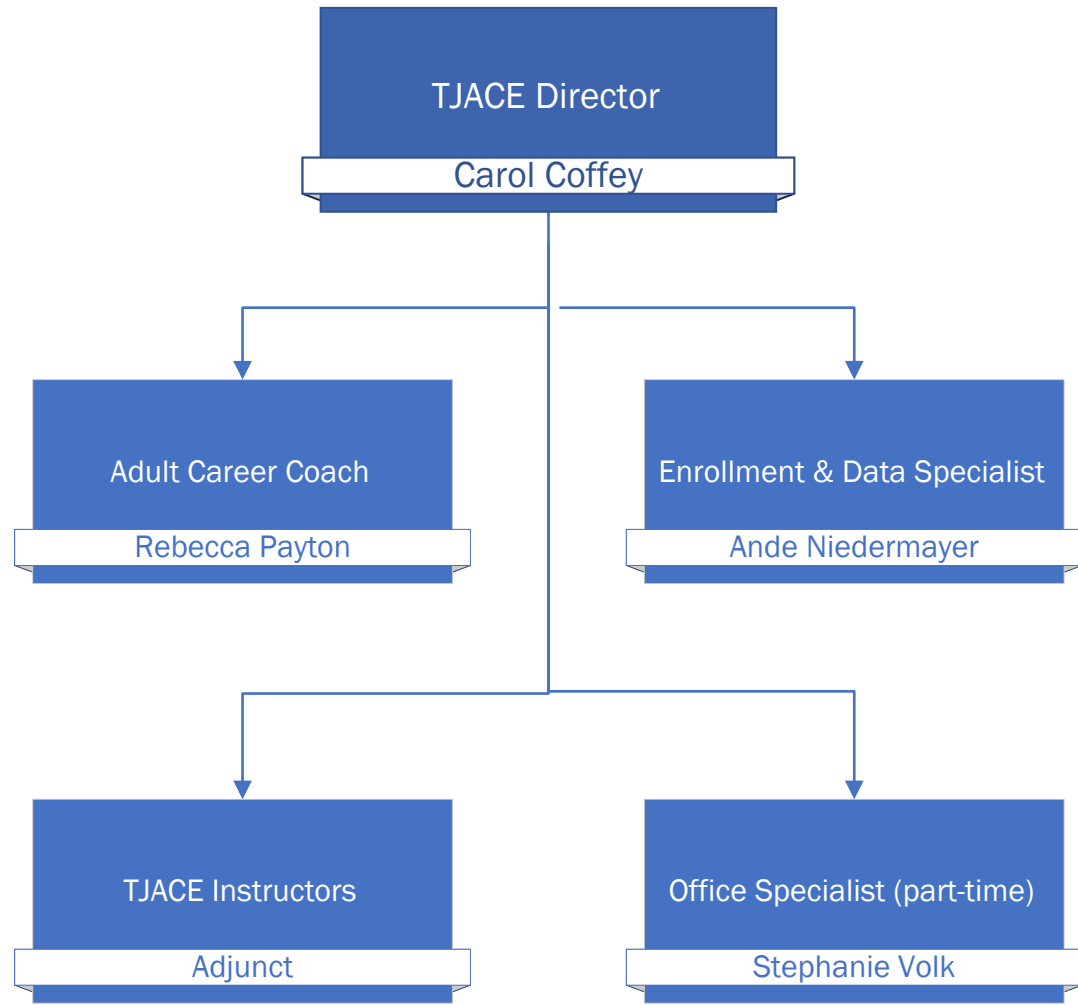 TJACE Director
Carol Coffey
Adult Career Coach
Rebecca Payton
Enrollment & Data Specialist
Ande Niedermayer
TJACE Instructors
Adjunct
Office Specialist (part-time)
Stephanie Volk